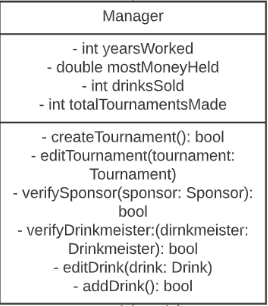 Manager
- int yearsWorked
- double mostMoneyHeld
- int drinksSold
- int totalTournamentsMade
- createTournament(): bool
- editTournament(tournament:
Tournament)
- verifySponsor(sponsor: Sponsor):
bool
- verifyDrinkmeister:(dirnkmeister:
Drinkmeister): bool
- editDrink(drink: Drink)
- addDrink(): bool